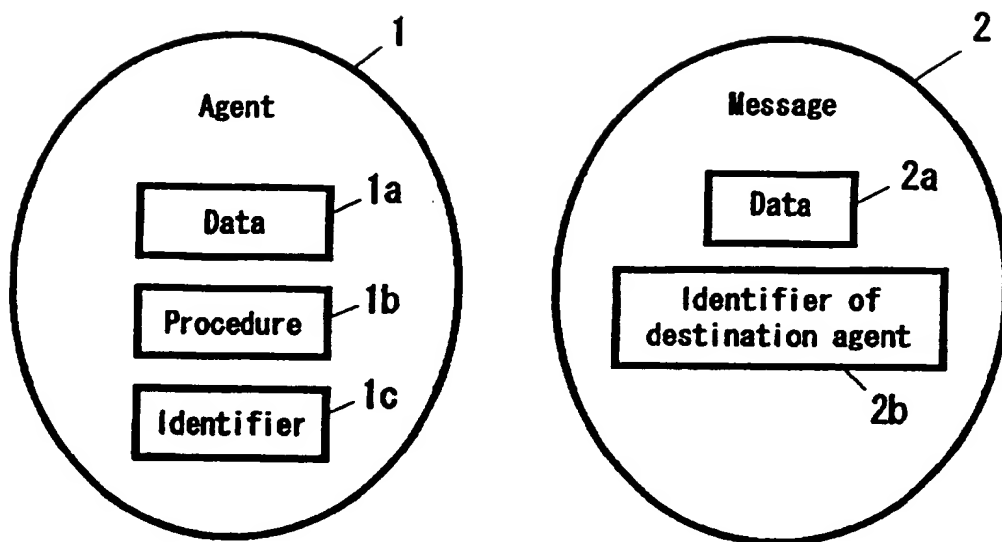 1
Agent
1a
Data
1b
Procedure
1c
Identifier
2
Message
2a
Data
Identifier of
destination agent
2b